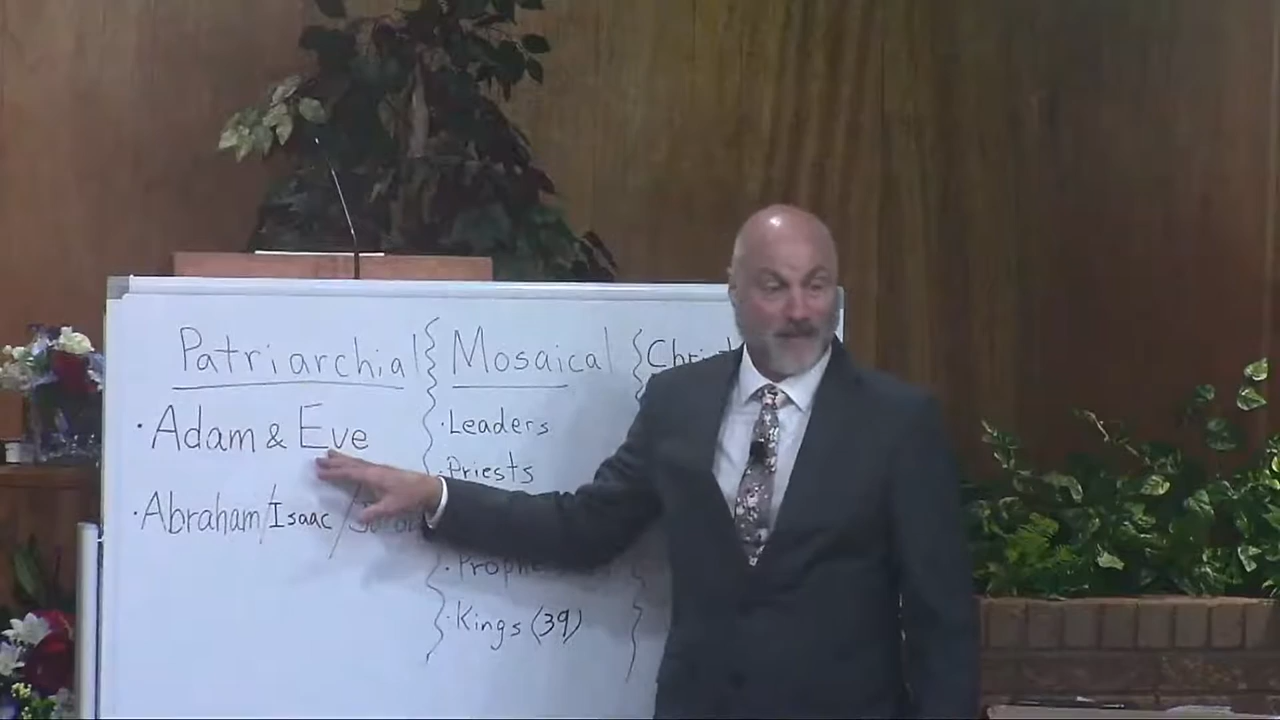 Patriarchial
· Adam & Eve
· Abraham/Isaac/
Mosaical
· Leaders
· Priests
· Kings (39)